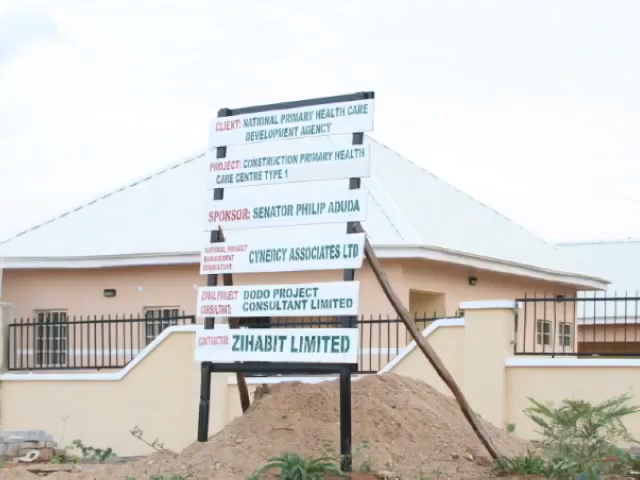 CLIENT: NATIONAL PRIMARY HEALTH CARE
DEVELOPMENT AGENCY
PROJECT: CONSTRUCTION PRIMARY HEALTH
CARE CENTRE TYPE 1
SPONSOR: SENATOR PHILIP ADUDA
NATIONAL PROJECT
MANAGEMENT
CONSULTANT
CYNERGY ASSOCIATES LTD
ZONAL PROJECT
CONSULTANT:
DODO PROJECT
CONSULTANT LIMITED
CONTRACTOR
ZIHABIT LIMITED